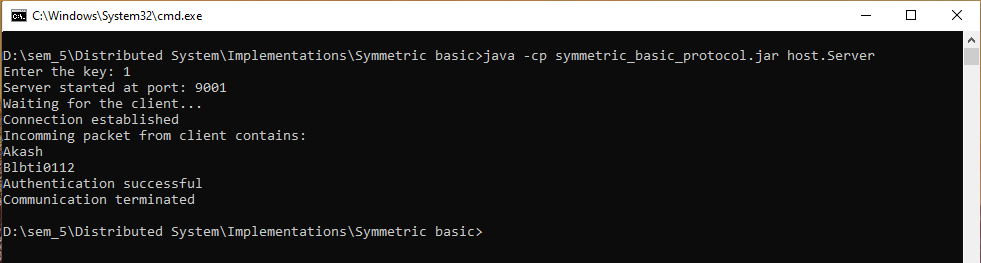 C:\Windows\System32\cmd.exe
D:\sem_5\Distributed System\Implementations\Symmetric basic>java -cp symmetric_basic_protocol.jar host.Server
Enter the key: 1
Server started at port: 9001
Waiting for the client...
Connection established
Incomming packet from client contains:
Akash
Blbti0112
Authentication successful
Communication terminated
D:\sem_5\Distributed System\Implementations\Symmetric basic>